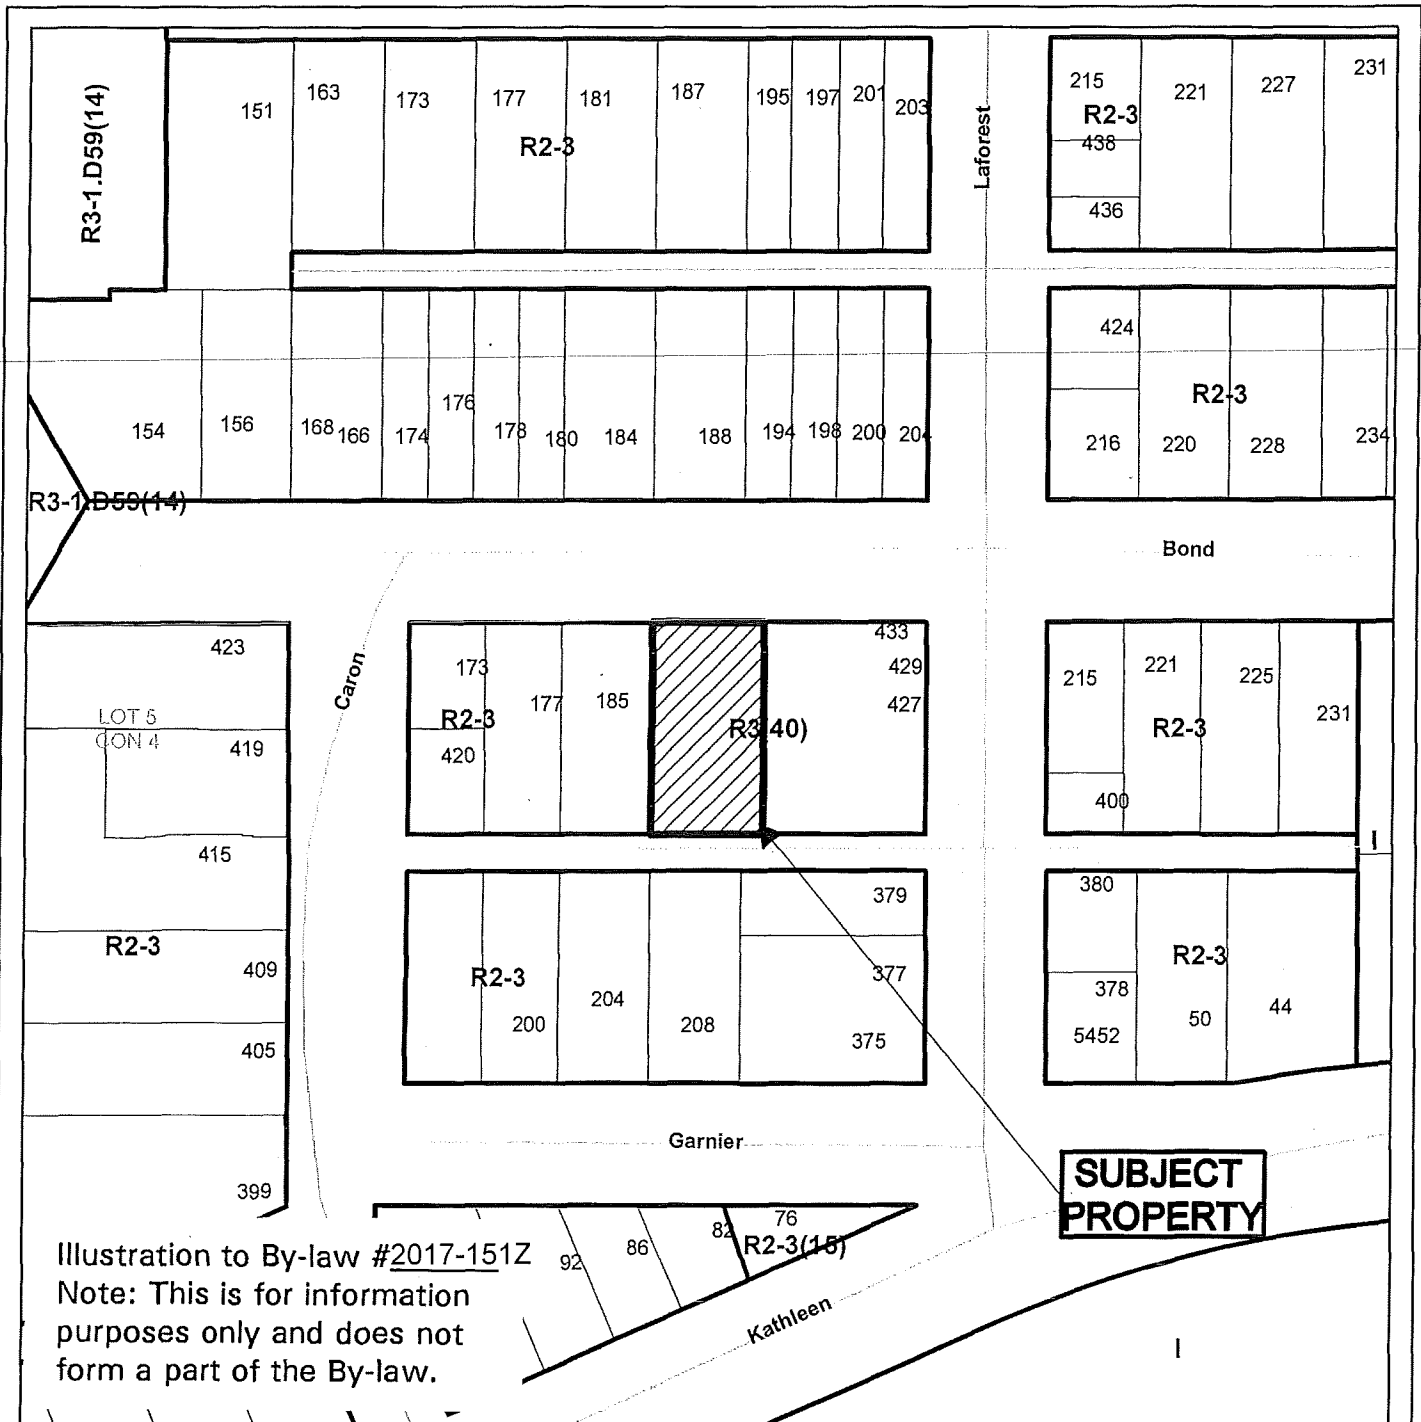 R3-1.D59(14)
151
163
173
177
181
187
195
197
201
203
R2-3
Laforest
215
221
227
231
R2-3
438
436
154
156
168
166
174
176
178
180
184
188
194
198
200
204
424
R2-3
216
220
228
234
R3-1.D59(14)
Bond
Caron
423
LOT 5
CON 4
419
415
R2-3
409
405
399
173
177
185
R2-3
420
R3(40)
433
429
427
215
221
225
231
R2-3
400
I
R2-3
200
204
208
379
377
375
380
R2-3
378
5452
50
44
Garnier
SUBJECT
PROPERTY
92
86
82
76
R2-3(15)
Kathleen
I
Illustration to By-law #2017-151Z
Note: This is for information
purposes only and does not
form a part of the By-law.